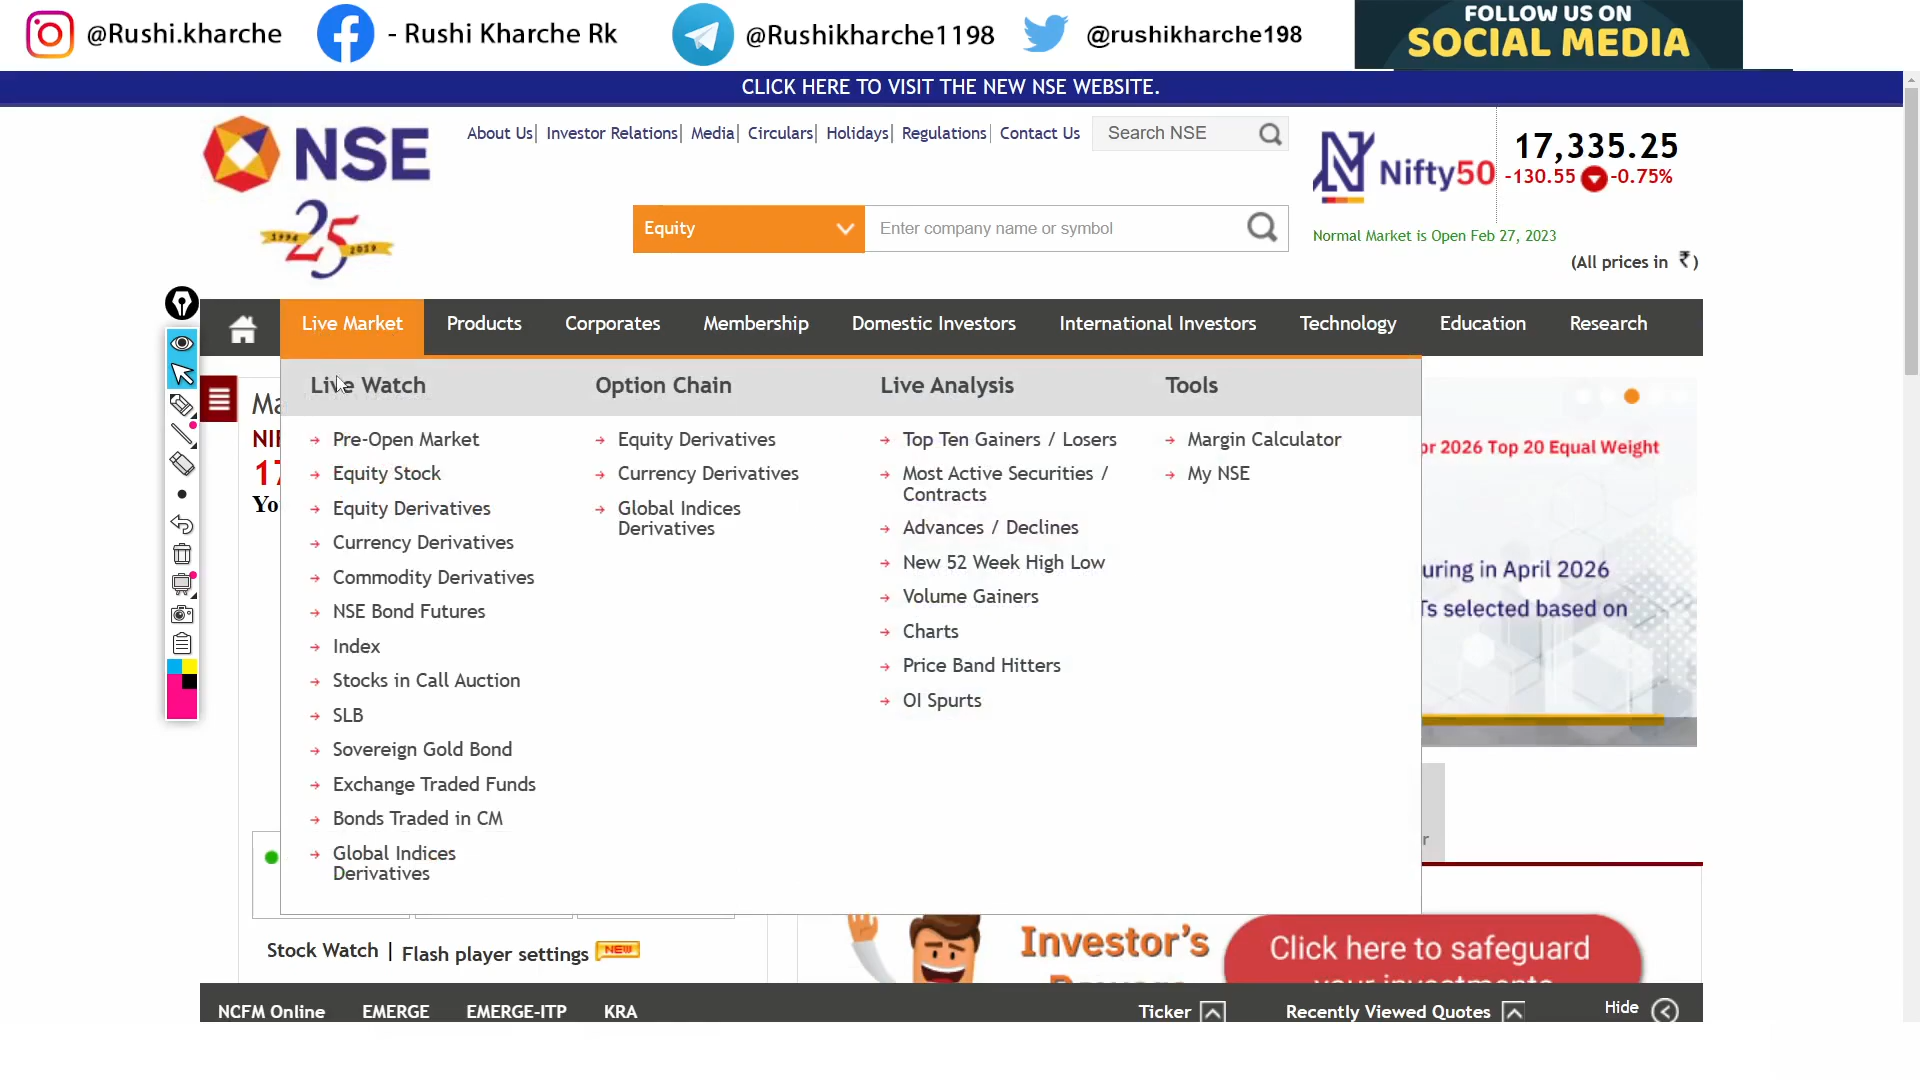 @Rushi.kharche
- Rushi Kharche Rk
@Rushikharche1198
@rushikharche198
FOLLOW US ON
SOCIAL MEDIA
CLICK HERE TO VISIT THE NEW NSE WEBSITE.
NSE
1994 25 2019
About Us| Investor Relations| Media| Circulars| Holidays| Regulations| Contact Us
Search NSE
Equity
Enter company name or symbol
Nifty50
17,335.25
-130.55 -0.75%
Normal Market is Open Feb 27, 2023
(All prices in ₹)
Live Market
Products
Corporates
Membership
Domestic Investors
International Investors
Technology
Education
Research
Live Watch
Pre-Open Market
Equity Stock
Equity Derivatives
Currency Derivatives
Commodity Derivatives
NSE Bond Futures
Index
Stocks in Call Auction
SLB
Sovereign Gold Bond
Exchange Traded Funds
Bonds Traded in CM
Global Indices
Derivatives
Option Chain
Equity Derivatives
Currency Derivatives
Global Indices
Derivatives
Live Analysis
Top Ten Gainers / Losers
Most Active Securities /
Contracts
Advances / Declines
New 52 Week High Low
Volume Gainers
Charts
Price Band Hitters
OI Spurts
Tools
Margin Calculator
My NSE
2026 Top 20 Equal Weight
in April 2026
selected based on
Stock Watch | Flash player settings NEW
Investor's
Click here to safeguard
your investments
NCFM Online
EMERGE
EMERGE-ITP
KRA
Ticker
Recently Viewed Quotes
Hide